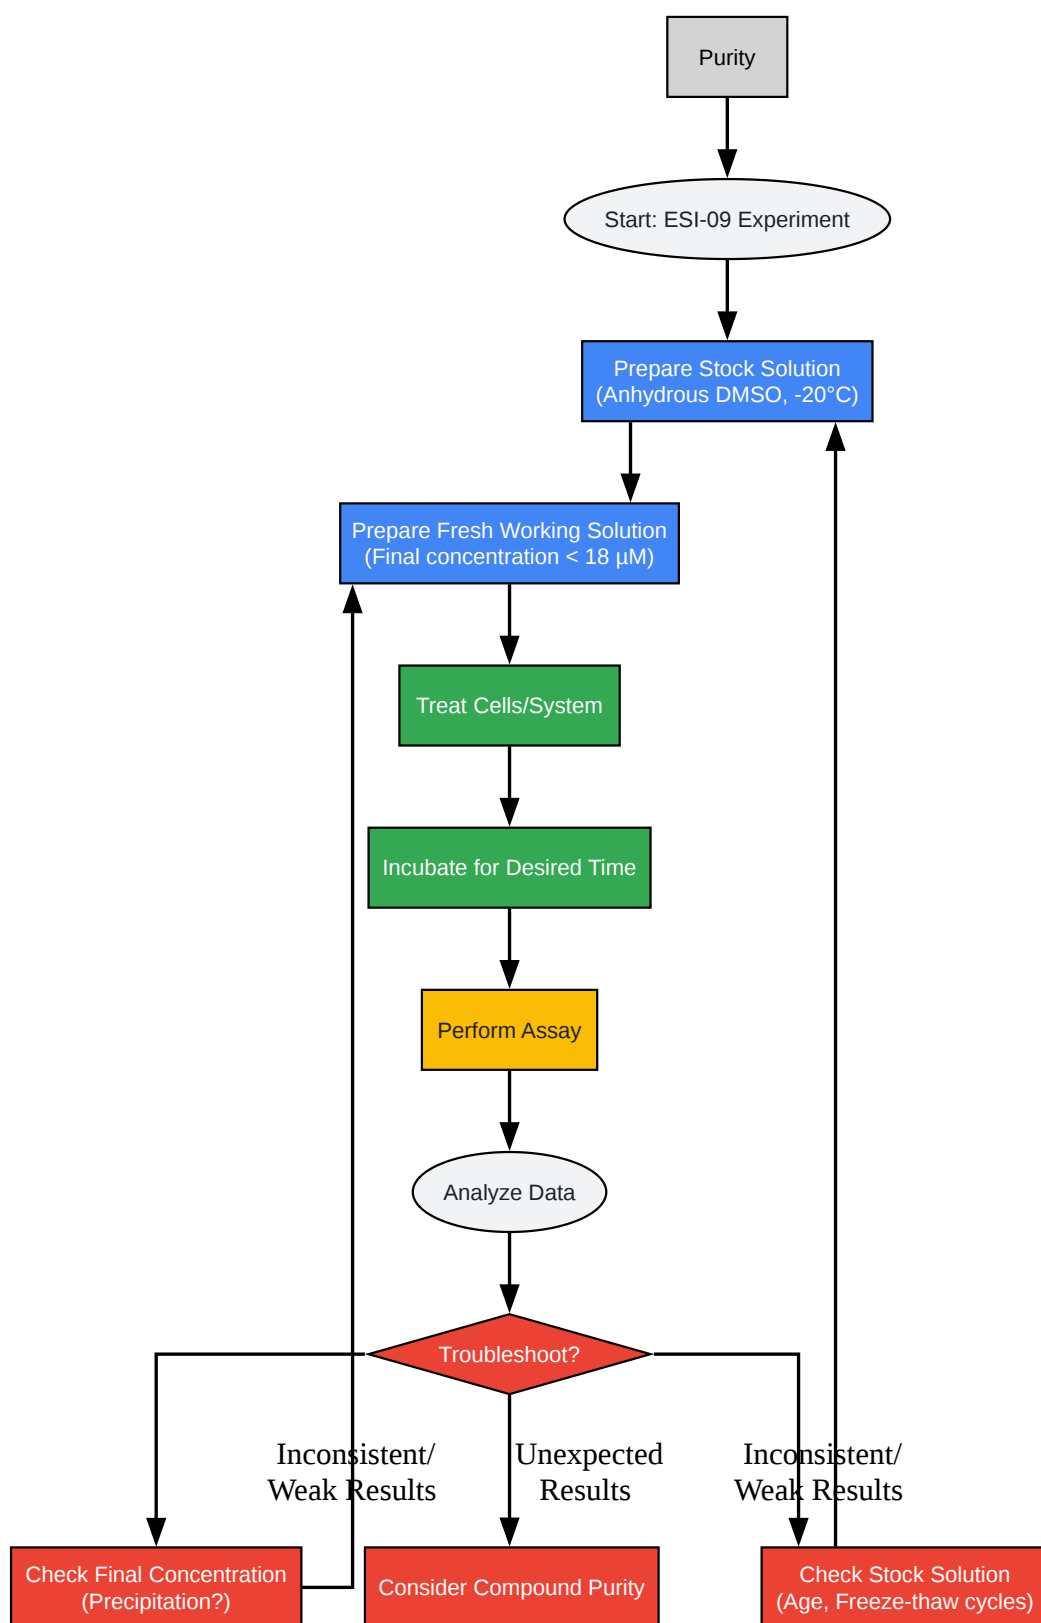 Purity
Start: ESI-09 Experiment
Prepare Stock Solution
(Anhydrous DMSO, -20°C)
Prepare Fresh Working Solution
(Final concentration < 18 µM)
Treat Cells/System
Incubate for Desired Time
Perform Assay
Analyze Data
Troubleshoot?
Inconsistent/
Weak Results
Unexpected
Results
Inconsistent/
Weak Results
Check Final Concentration
(Precipitation?)
Consider Compound Purity
Check Stock Solution
(Age, Freeze-thaw cycles)